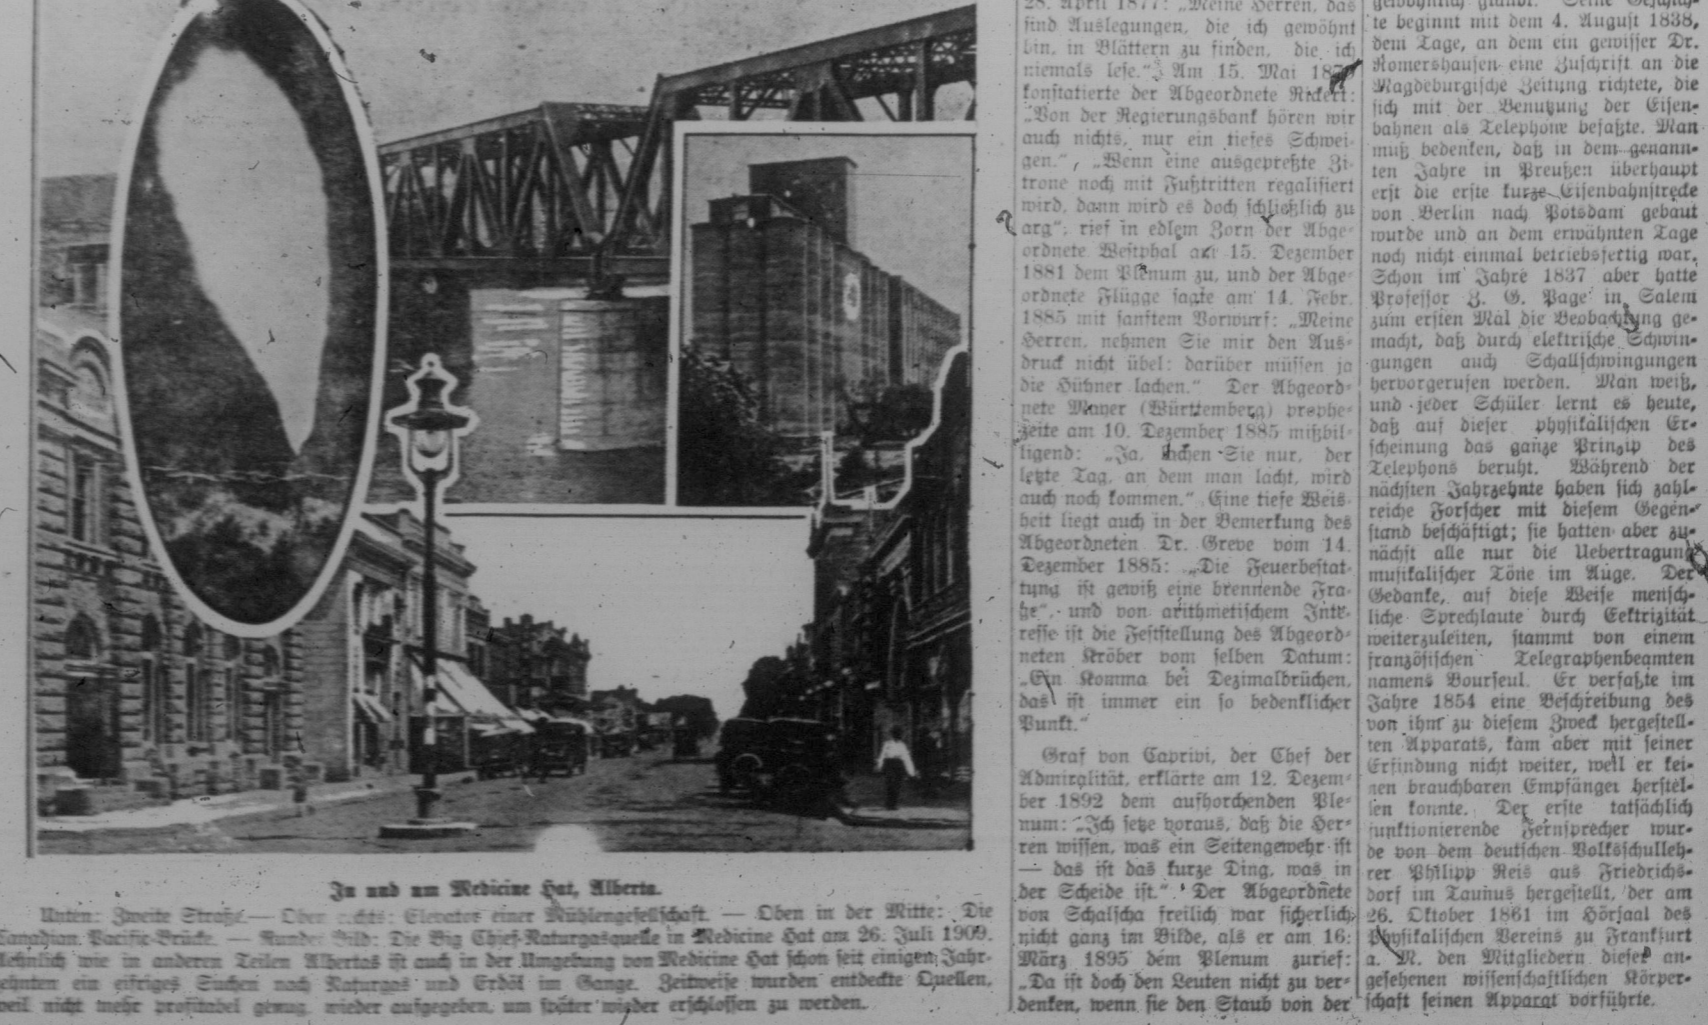 In und um Medicine Hat, Alberta.
Unten: Zweite Straße. — Oben rechts: Elevator einer Mühlengesellschaft. — Oben in der Mitte: Die
Canadian Pacific-Brücke. — Rundes Bild: Die Big Chief-Naturgasquelle in Medicine Hat am 26. Juli 1909.
Aehnlich wie in anderen Teilen Albertas ist auch in der Umgebung von Medicine Hat schon seit einigen Jahr-
zehnten ein eifriges Suchen nach Naturgas und Erdöl im Gange. Zeitweise wurden entdeckte Quellen,
weil nicht mehr profitabel genug, wieder aufgegeben, um später wieder erschlossen zu werden.
28. April 1877: „Meine Herren, das
sind Auslegungen, die ich gewöhnt
bin, in Blättern zu finden, die ich
niemals lese.“ Am 15. Mai
konstatierte der Abgeordnete Rickert:
„Von der Regierungsbank hören wir
auch nichts, nur ein tiefes Schwei-
gen.“, „Wenn eine ausgepreßte Zi-
trone noch mit Fußtritten regalisiert
wird, dann wird es doch schließlich zu
arg“, rief in edlem Zorn der Abge-
ordnete Westphal am 15. Dezember
1881 dem Plenum zu, und der Abge-
ordnete Flügge sagte am 14. Febr.
1885 mit sanftem Vorwurf: „Meine
Herren, nehmen Sie mir den Aus-
druck nicht übel: darüber müssen ja
die Hühner lachen.“ Der Abgeord-
nete Mayer (Württemberg) prophe-
zeite am 10. Dezember 1885 mißbil-
ligend: „Ja, lachen Sie nur, der
letzte Tag, an dem man lacht, wird
auch noch kommen.“ Eine tiefe Weis-
heit liegt auch in der Bemerkung des
Abgeordneten Dr. Greve vom 14.
Dezember 1885: „Die Feuerbestat-
tung ist gewiß eine brennende Fra-
ge“, und von arithmetischem Inte-
resse ist die Feststellung des Abgeord-
neten Kröber vom selben Datum:
„Ein Komma bei Dezimalbrüchen,
das ist immer ein so bedenklicher
Punkt.“
Graf von Caprivi, der Chef der
Admiralität, erklärte am 12. Dezem-
ber 1892 dem aufhorchenden Ple-
num: „Ich setze voraus, daß die Her-
ren wissen, was ein Seitengewehr ist
— das ist das kurze Ding, was in
der Scheide ist.“ Der Abgeordnete
von Schalscha freilich war sicherlich
nicht ganz im Bilde, als er am 16.
März 1895 dem Plenum zurief:
„Da ist doch den Leuten nicht zu ver-
denken, wenn sie den Staub von der
gewöhnlich glaubt. Seine Geschich-
te beginnt mit dem 4. August 1838,
dem Tage, an dem ein gewisser Dr.
Romershausen eine Zuschrift an die
Magdeburgische Zeitung richtete, die
sich mit der Benutzung der Eisen-
bahnen als Telephone befaßte. Man
muß bedenken, daß in dem genann-
ten Jahre in Preußen überhaupt
erst die erste kurze Eisenbahnstrecke
von Berlin nach Potsdam gebaut
wurde und an dem erwähnten Tage
noch nicht einmal betriebsfertig war.
Schon im Jahre 1837 aber hatte
Professor J. G. Page in Salem
zum ersten Mal die Beobachtung ge-
macht, daß durch elektrische Schwin-
gungen auch Schallschwingungen
hervorgerufen werden. Man weiß,
und jeder Schüler lernt es heute,
daß auf dieser physikalischen Er-
scheinung das ganze Prinzip des
Telephons beruht. Während der
nächsten Jahrzehnte haben sich zahl-
reiche Forscher mit diesem Gegen-
stand beschäftigt; sie hatten aber zu-
nächst alle nur die Uebertragung
musikalischer Töne im Auge. Der
Gedanke, auf diese Weise mensch-
liche Sprechlaute durch Eektrizität
weiterzuleiten, stammt von einem
französischen Telegraphenbeamten
namens Bourseul. Er verfaßte im
Jahre 1854 eine Beschreibung des
von ihm zu diesem Zweck hergestell-
ten Apparats, kam aber mit seiner
Erfindung nicht weiter, weil er kei-
nen brauchbaren Empfänger herstel-
len konnte. Der erste tatsächlich
funktionierende Fernsprecher wur-
de von dem deutschen Volksschulleh-
rer Philipp Reis aus Friedrichs-
dorf im Taunus hergestellt, der am
26. Oktober 1861 im Hörsaal des
Physikalischen Vereins zu Frankfurt
a. M. den Mitgliedern dieser an-
gesehenen wissenschaftlichen Körper-
schaft seinen Apparat vorführte.